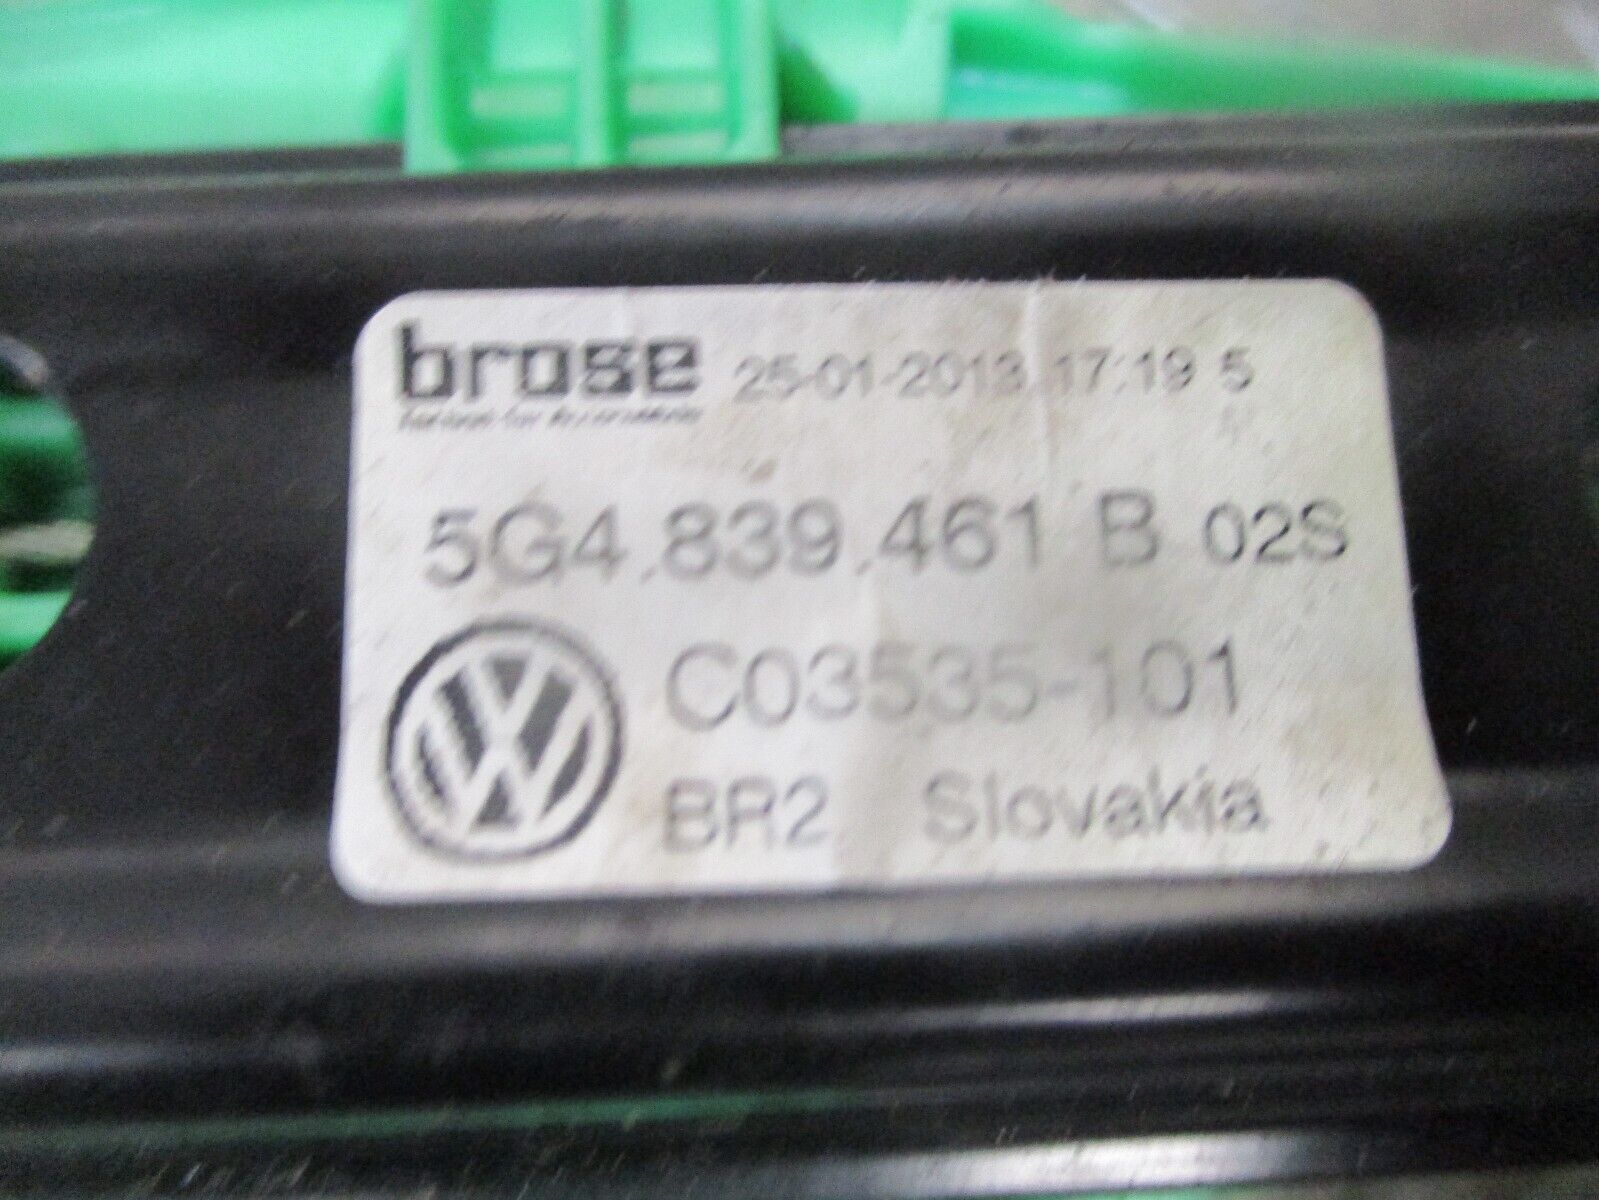 brose 25-01-2013 17:19 5
5G4.839.461 B 02S
C03535-101
BR2 Slovakia